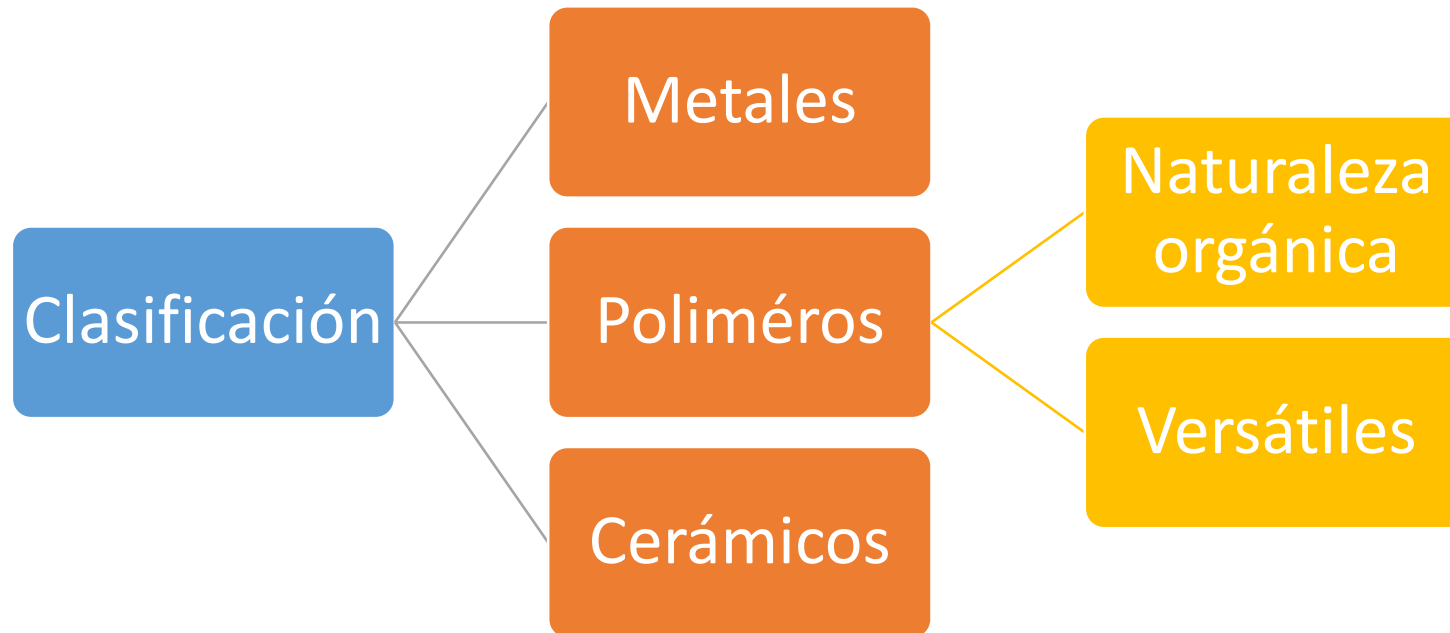 Clasificación
Metales
Poliméros
Cerámicos
Naturaleza
orgánica
Versátiles